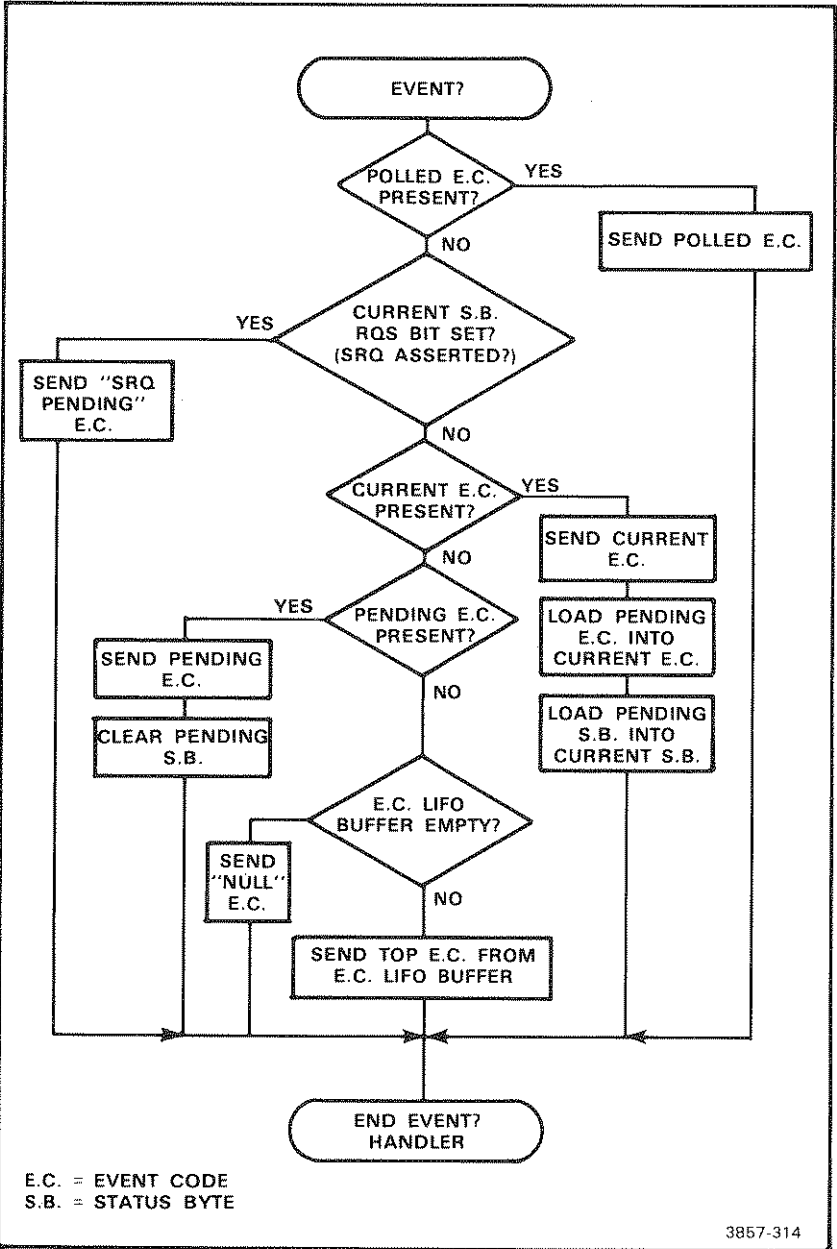 EVENT?
POLLED E.C.
PRESENT?
YES
SEND POLLED E.C.
NO
CURRENT S.B.
RQS BIT SET?
(SRQ ASSERTED?)
YES
SEND "SRQ
PENDING"
E.C.
NO
CURRENT E.C.
PRESENT?
YES
SEND CURRENT
E.C.
LOAD PENDING
E.C. INTO
CURRENT E.C.
LOAD PENDING
S.B. INTO
CURRENT S.B.
NO
PENDING E.C.
PRESENT?
YES
SEND PENDING
E.C.
CLEAR PENDING
S.B.
NO
E.C. LIFO
BUFFER EMPTY?
SEND
"NULL"
E.C.
NO
SEND TOP E.C. FROM
E.C. LIFO BUFFER
END EVENT?
HANDLER
E.C. = EVENT CODE
S.B. = STATUS BYTE
3857-314